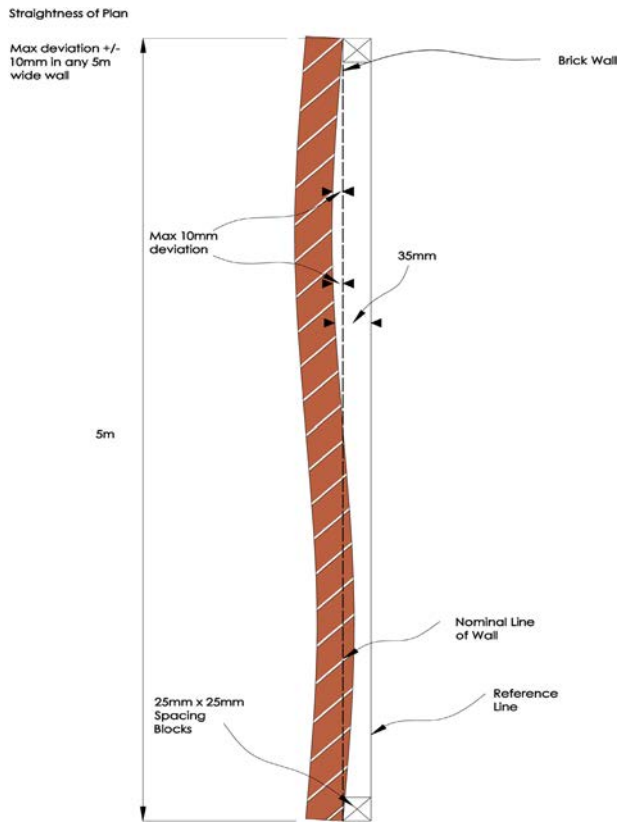 Straightness of Plan
Max deviation +/-
10mm in any 5m
wide wall
Brick Wall
Max 10mm
deviation
35mm
5m
Nominal Line
of Wall
25mm x 25mm
Spacing
Blocks
Reference
Line